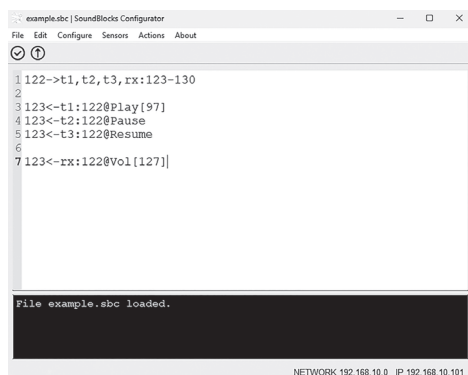 example.sbc | SoundBlocks Configurator
File Edit Configure Sensors Actions About
1 122->t1,t2,t3,rx:123-130
2
3 123<-t1:122@Play[97]
4 123<-t2:122@Pause
5 123<-t3:122@Resume
6
7 123<-rx:122@Vol[127]
File example.sbc loaded.
NETWORK 192.168.10.0 IP 192.168.10.101